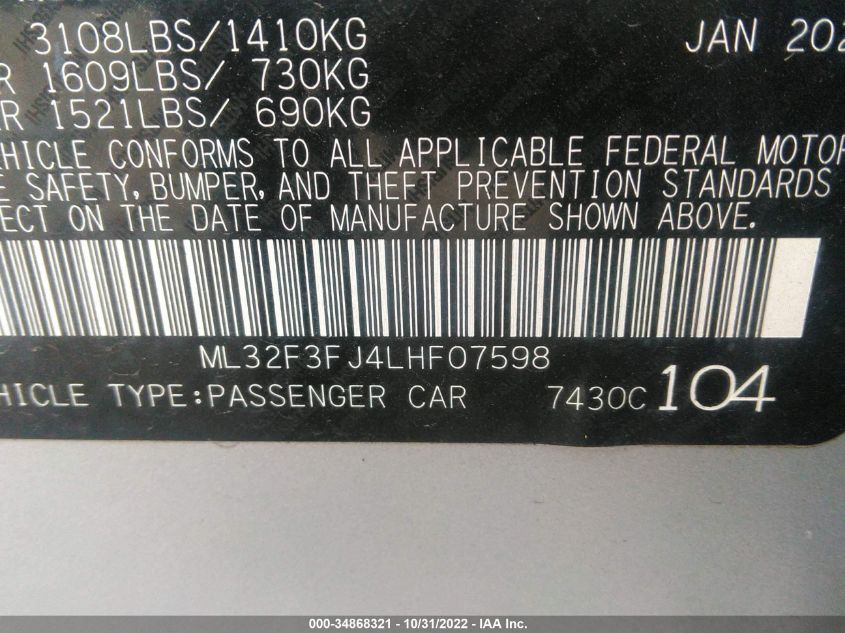 3108LBS/1410KG JAN 202
R 1609LBS/ 730KG
R 1521LBS/ 690KG
HICLE CONFORMS TO ALL APPLICABLE FEDERAL MOTOR
E SAFETY, BUMPER, AND THEFT PREVENTION STANDARDS
ECT ON THE DATE OF MANUFACTURE SHOWN ABOVE.
ML32F3FJ4LHF07598
HICLE TYPE:PASSENGER CAR 7430C 104
000-34868321 - 10/31/2022 - IAA Inc.